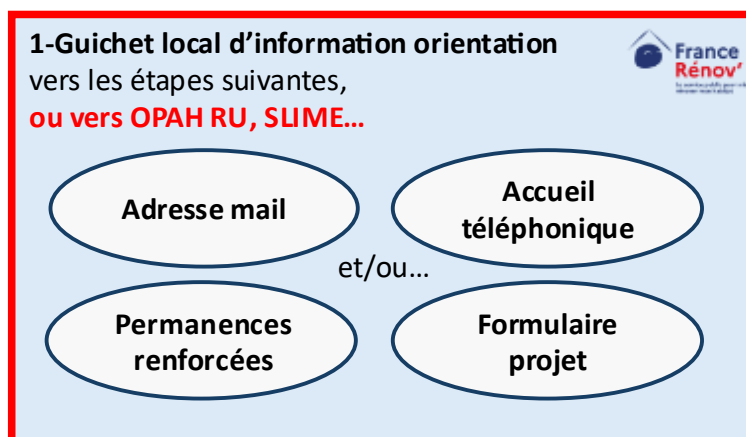 1-Guichet local d’information orientation
vers les étapes suivantes,
ou vers OPAH RU, SLIME…
France
Rénov’
Adresse mail
Accueil
téléphonique
et/ou…
Permanences
renforcées
Formulaire
projet